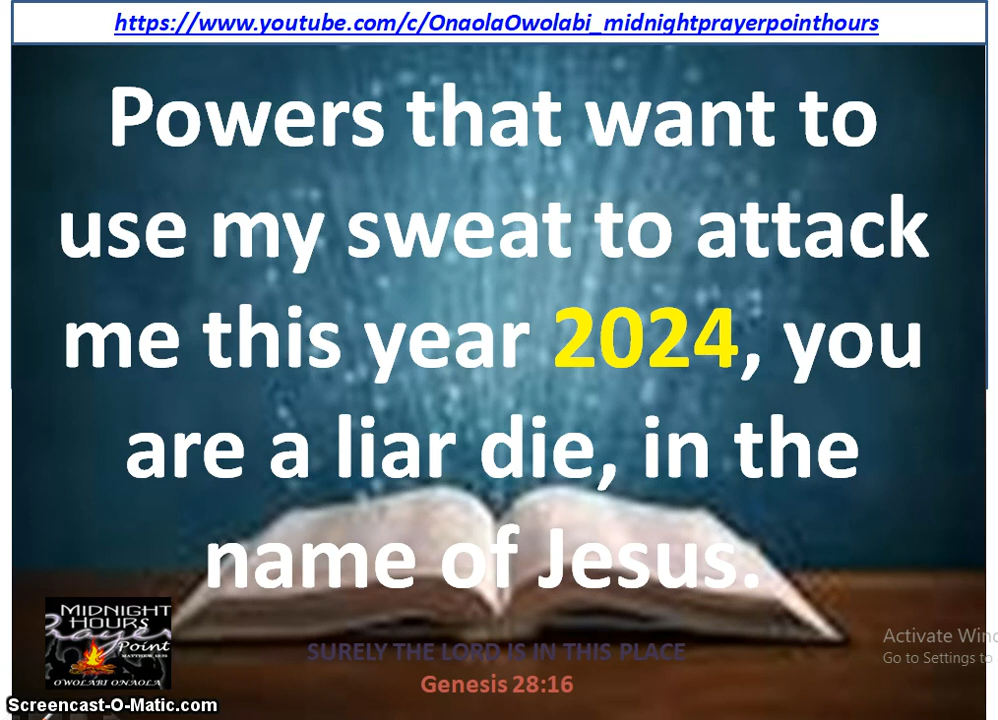 https://www.youtube.com/c/OnaolaOwolabi_midnightprayerpointhours
Powers that want to
use my sweat to attack
me this year 2024, you
are a liar die, in the
name of Jesus.
MIDNIGHT
HOURS
Prayer
Point
OWOLABI ONAOLA
SURELY THE LORD IS IN THIS PLACE
Genesis 28:16
Activate Wind
Go to Settings to
Screencast-O-Matic.com